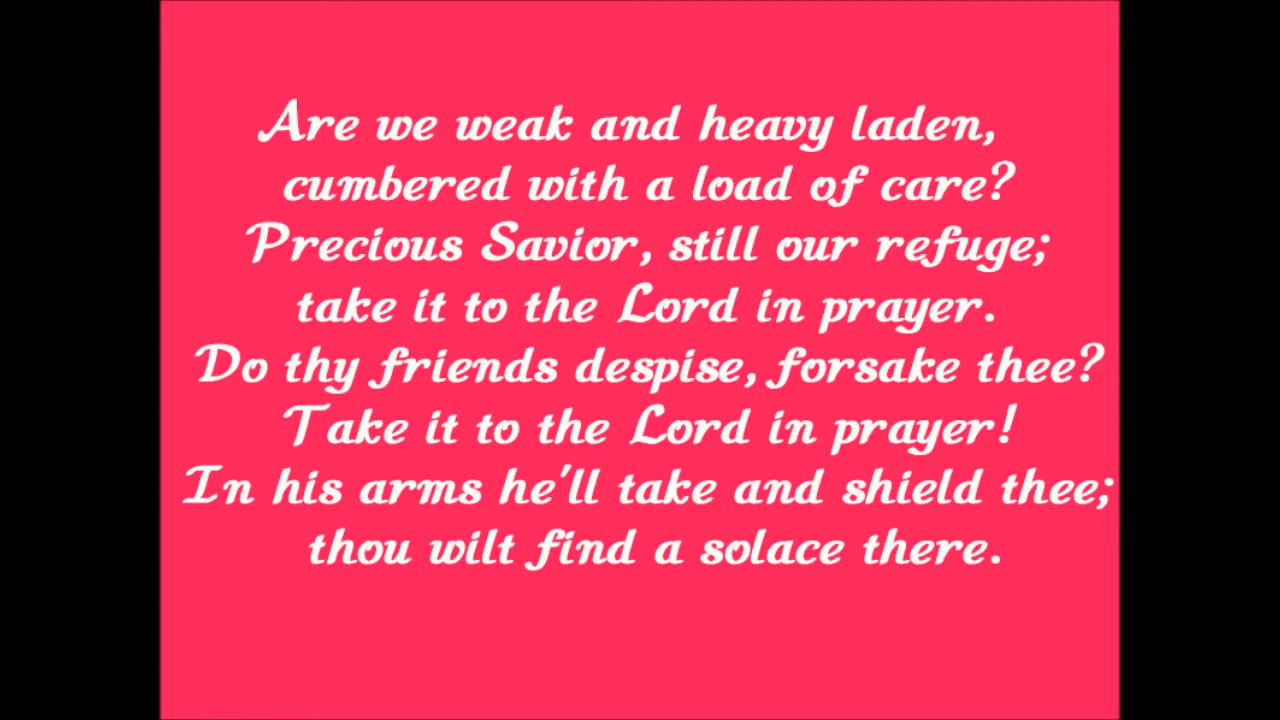 Are we weak and heavy laden,
cumbered with a load of care?
Precious Savior, still our refuge;
take it to the Lord in prayer.
Do thy friends despise, forsake thee?
Take it to the Lord in prayer!
In his arms he'll take and shield thee;
thou wilt find a solace there.